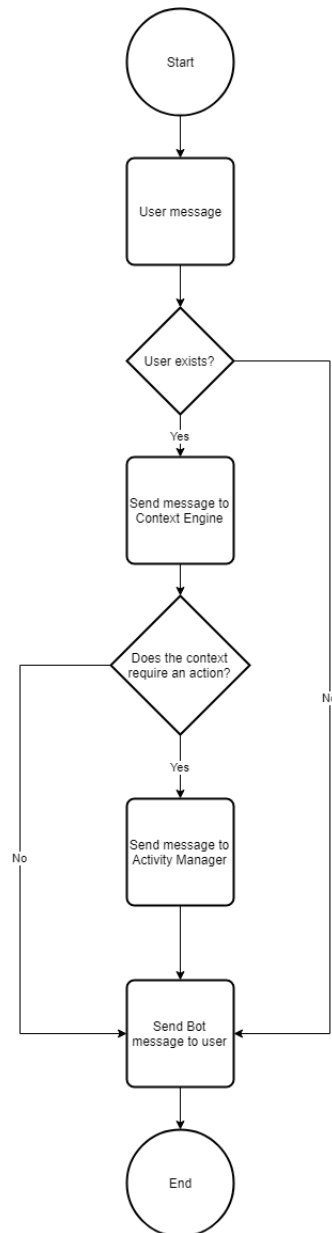 Start
User message
User exists?
Yes
Send message to
Context Engine
Does the context
require an action?
No
Yes
Send message to
Activity Manager
No
Send Bot
message to user
End